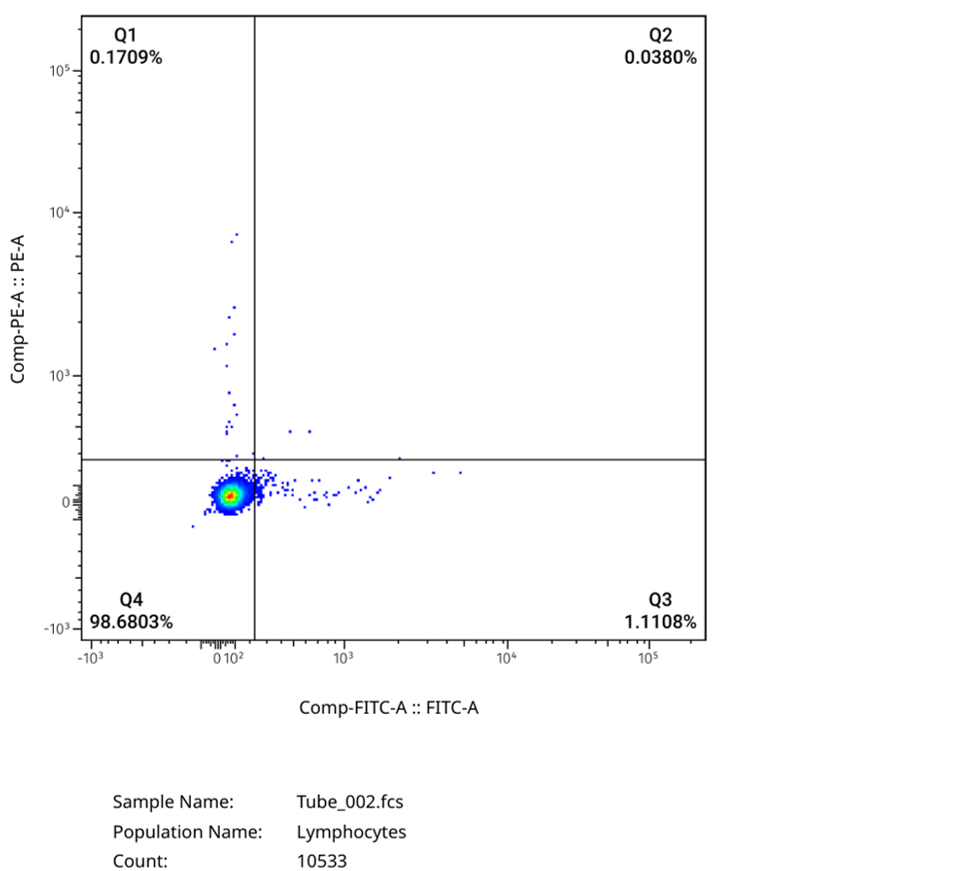 Q1
0.1709%
Q2
0.0380%
10⁵
10⁴
10³
0
-10³
Comp-PE-A :: PE-A
Q4
98.6803%
Q3
1.1108%
-10³ 0 10² 10³ 10⁴ 10⁵
Comp-FITC-A :: FITC-A
Sample Name: Tube_002.fcs
Population Name: Lymphocytes
Count: 10533